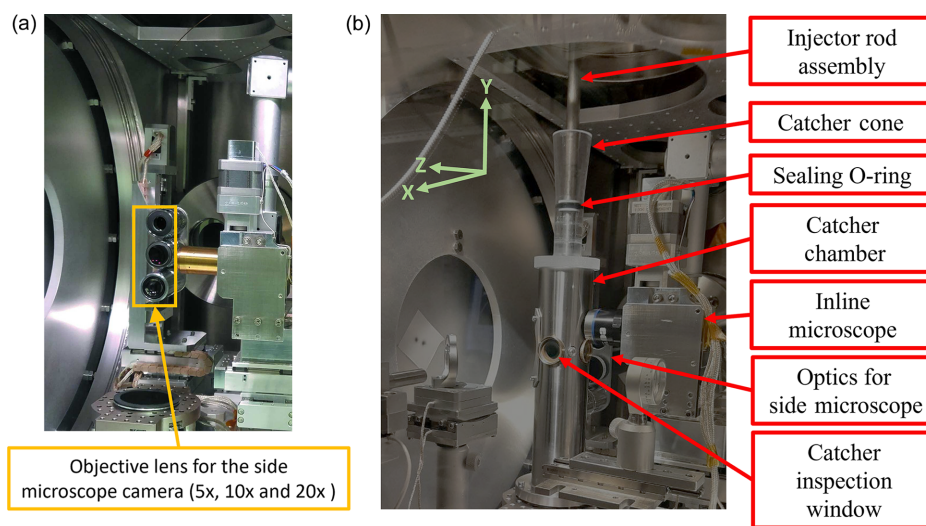 (a)
(b)
Y
Z
X
Injector rod
assembly
Catcher cone
Sealing O-ring
Catcher
chamber
Inline
microscope
Optics for
side microscope
Catcher
inspection
window
Objective lens for the side
microscope camera (5x, 10x and 20x )